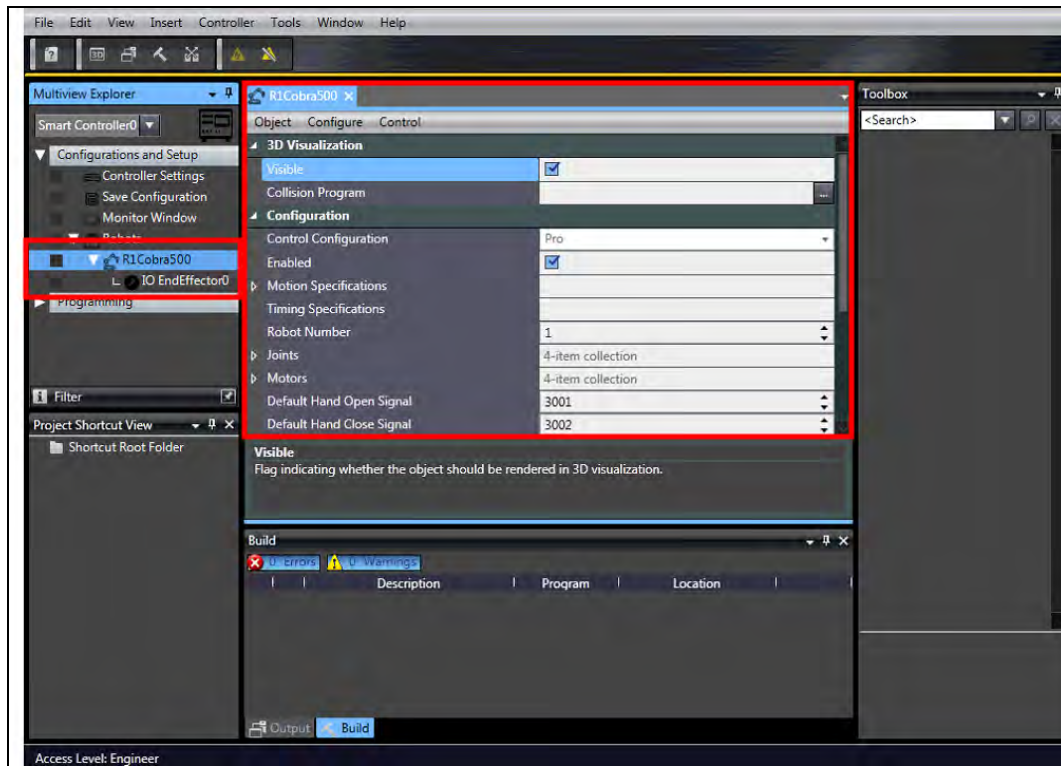 File Edit View Insert Controller Tools Window Help
3D
Multiview Explorer
Smart Controller0
Configurations and Setup
Controller Settings
Save Configuration
Monitor Window
Robots
R1Cobra500
IO EndEffector0
Programming
Filter
Project Shortcut View
Shortcut Root Folder
R1Cobra500
Object Configure Control
3D Visualization
Visible
Collision Program ...
Configuration
Control Configuration Pro
Enabled
Motion Specifications
Timing Specifications
Robot Number 1
Joints 4-item collection
Motors 4-item collection
Default Hand Open Signal 3001
Default Hand Close Signal 3002
Visible
Flag indicating whether the object should be rendered in 3D visualization.
Build
0 Errors 0 Warnings
Description Program Location
Output Build
Toolbox
<Search>
Access Level: Engineer